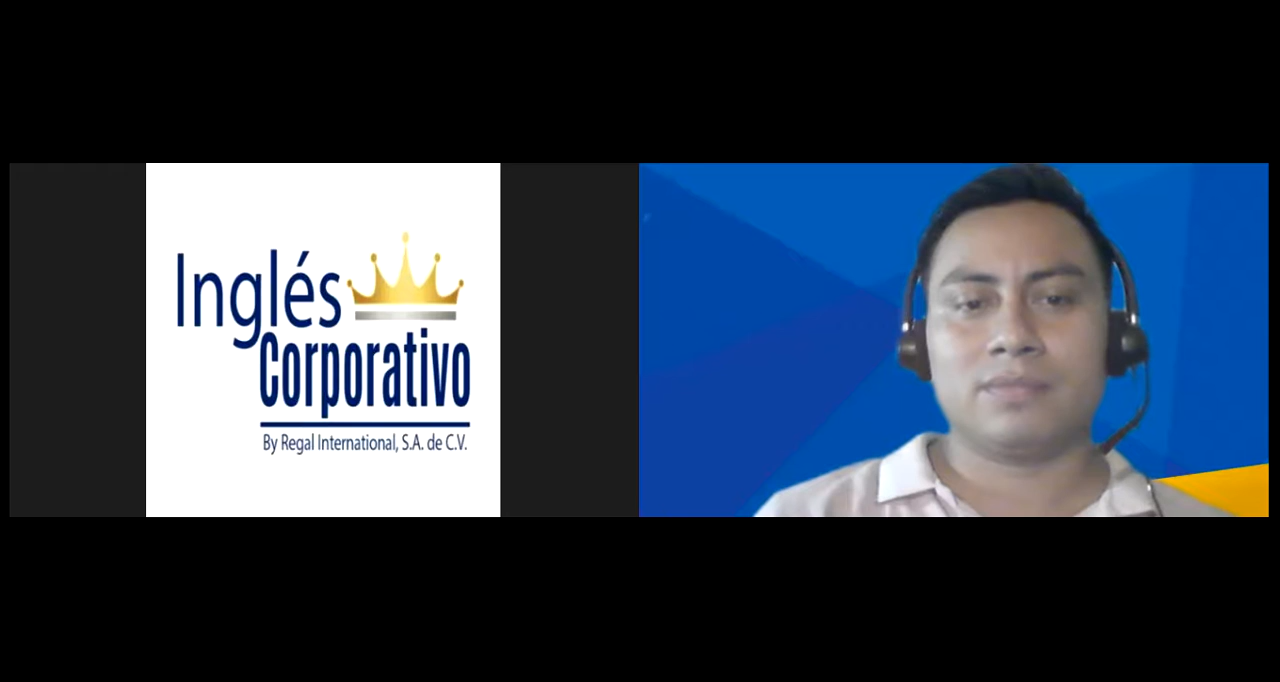 Inglés
Corporativo
By Regal International, S.A. de C.V.